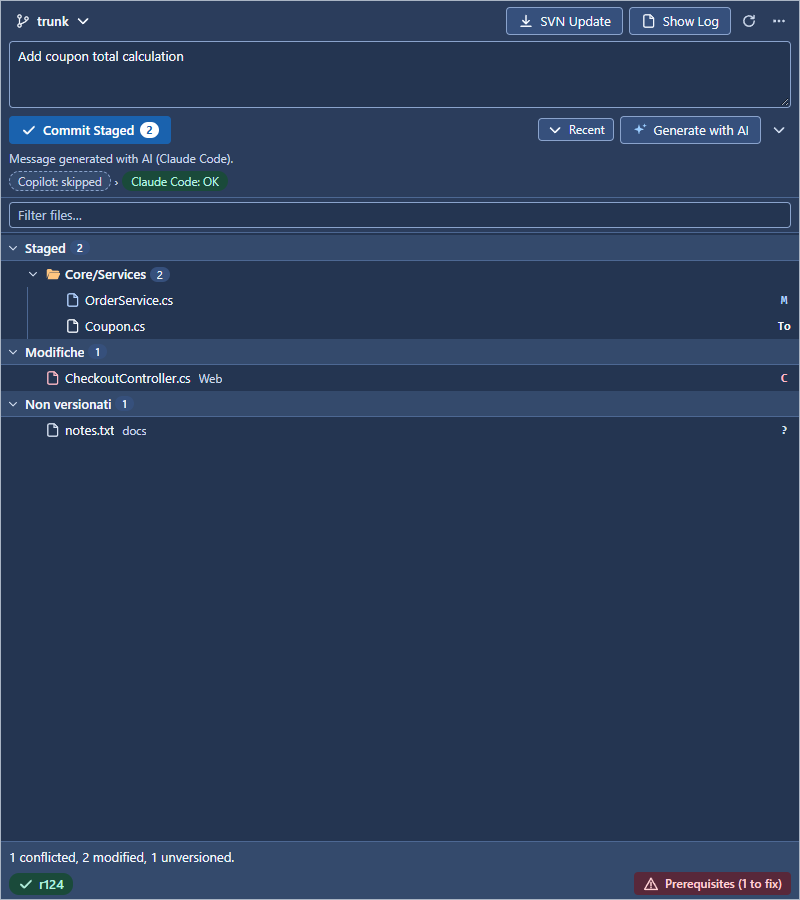 trunk
SVN Update
Show Log
Add coupon total calculation
Commit Staged 2
Recent
Generate with AI
Message generated with AI (Claude Code).
Copilot: skipped › Claude Code: OK
Filter files...
Staged 2
Core/Services 2
OrderService.cs M
Coupon.cs To
Modifiche 1
CheckoutController.cs Web C
Non versionati 1
notes.txt docs ?
1 conflicted, 2 modified, 1 unversioned.
r124
Prerequisites (1 to fix)